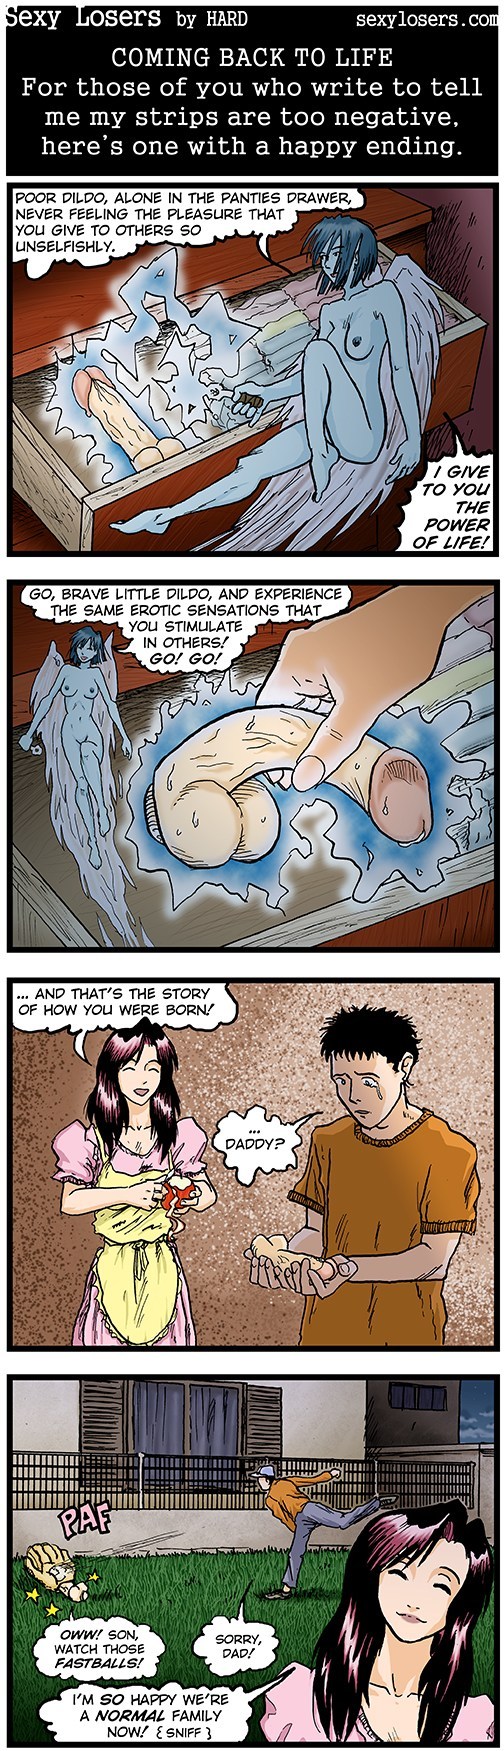 Sexy Losers by HARD sexylosers.com
COMING BACK TO LIFE
For those of you who write to tell
me my strips are too negative,
here's one with a happy ending.
POOR DILDO, ALONE IN THE PANTIES DRAWER,
NEVER FEELING THE PLEASURE THAT
YOU GIVE TO OTHERS SO
UNSELFISHLY.
I GIVE
TO YOU
THE
POWER
OF LIFE!
GO, BRAVE LITTLE DILDO, AND EXPERIENCE
THE SAME EROTIC SENSATIONS THAT
YOU STIMULATE
IN OTHERS!
GO! GO!
... AND THAT'S THE STORY
OF HOW YOU WERE BORN!
...
DADDY?
PAF
OWW! SON,
WATCH THOSE
FASTBALLS!
SORRY,
DAD!
I'M SO HAPPY WE'RE
A NORMAL FAMILY
NOW! {SNIFF}